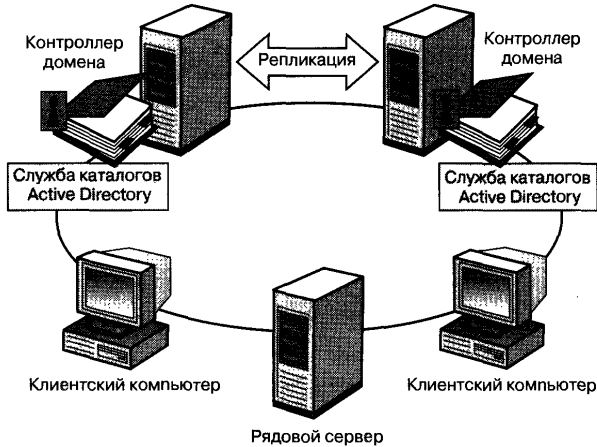 Контроллер
домена
Репликация
Контроллер
домена
Служба каталогов
Active Directory
Служба каталогов
Active Directory
Клиентский компьютер
Клиентский компьютер
Рядовой сервер